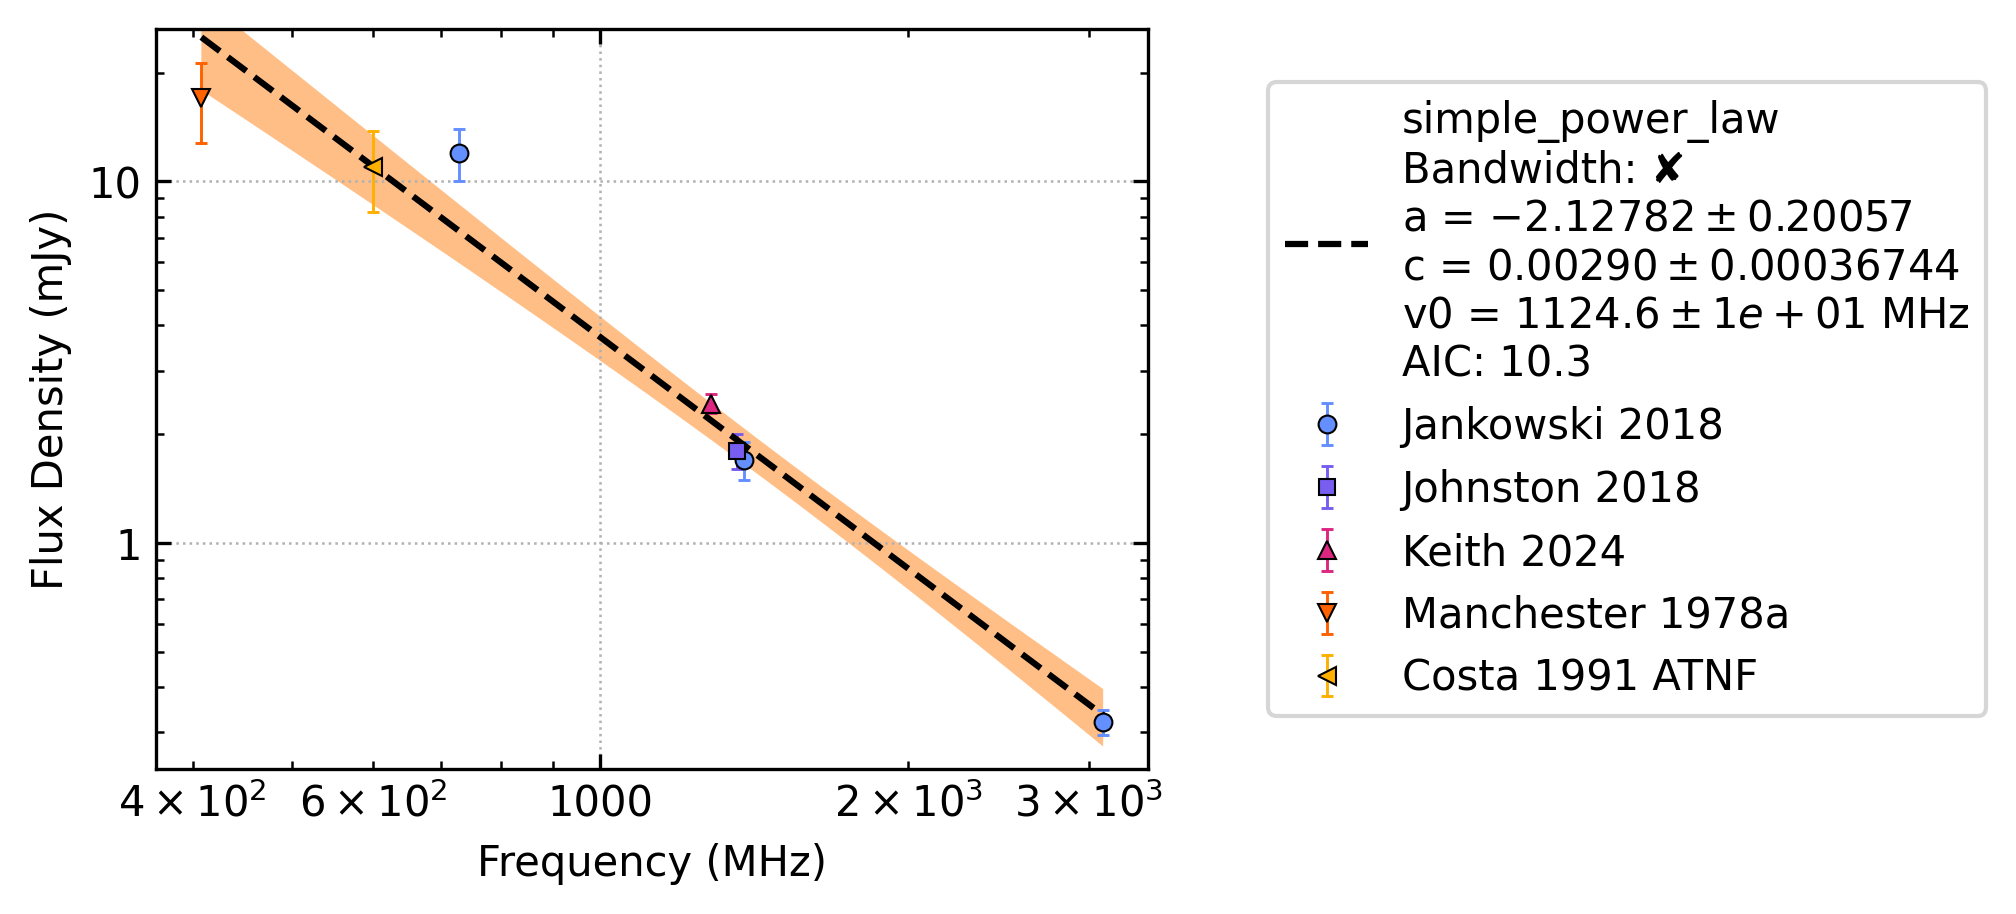 10
1
Flux Density (mJy)
4 × 10² 6 × 10² 1000 2 × 10³ 3 × 10³
Frequency (MHz)
simple_power_law
Bandwidth: ✘
a = −2.12782 ± 0.20057
c = 0.00290 ± 0.00036744
v0 = 1124.6 ± 1e + 01 MHz
AIC: 10.3
Jankowski 2018
Johnston 2018
Keith 2024
Manchester 1978a
Costa 1991 ATNF